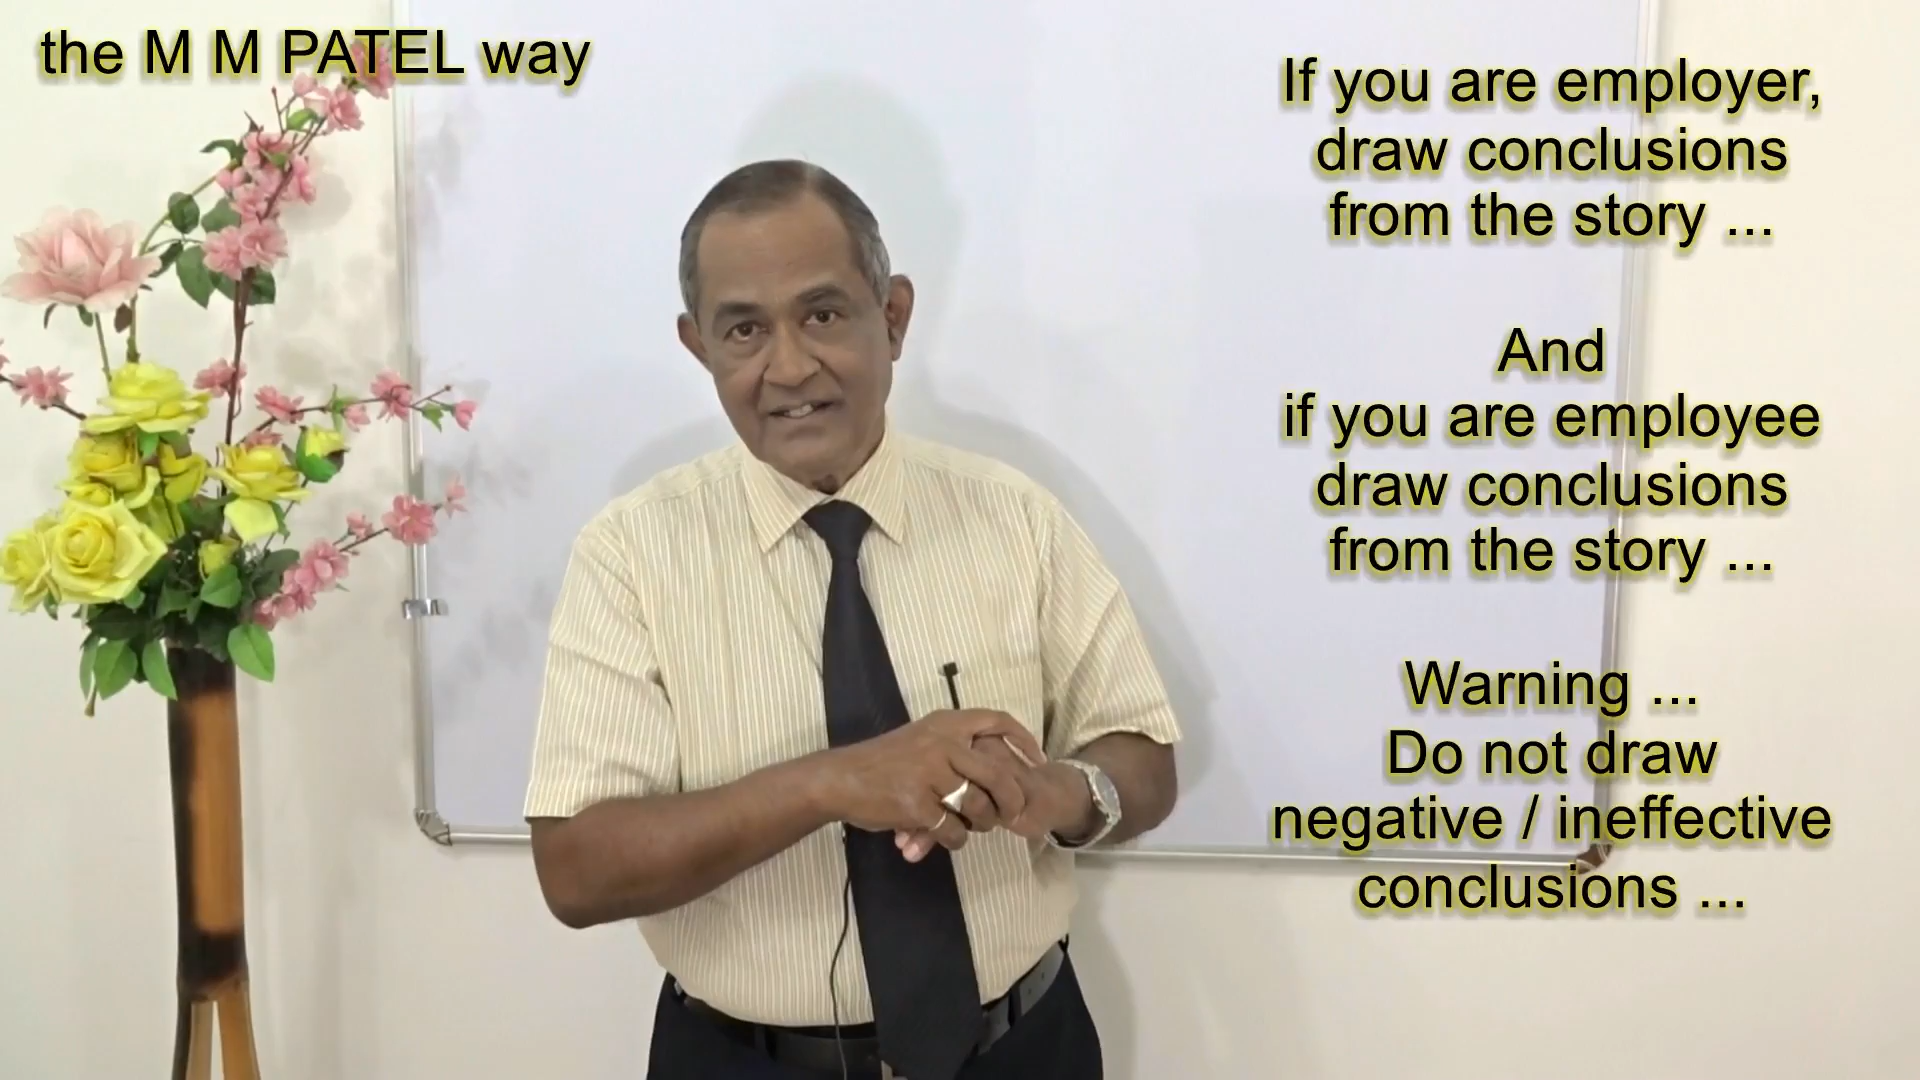 the M M PATEL way
If you are employer,
draw conclusions
from the story ...
And
if you are employee
draw conclusions
from the story ...
Warning ...
Do not draw
negative / ineffective
conclusions ...